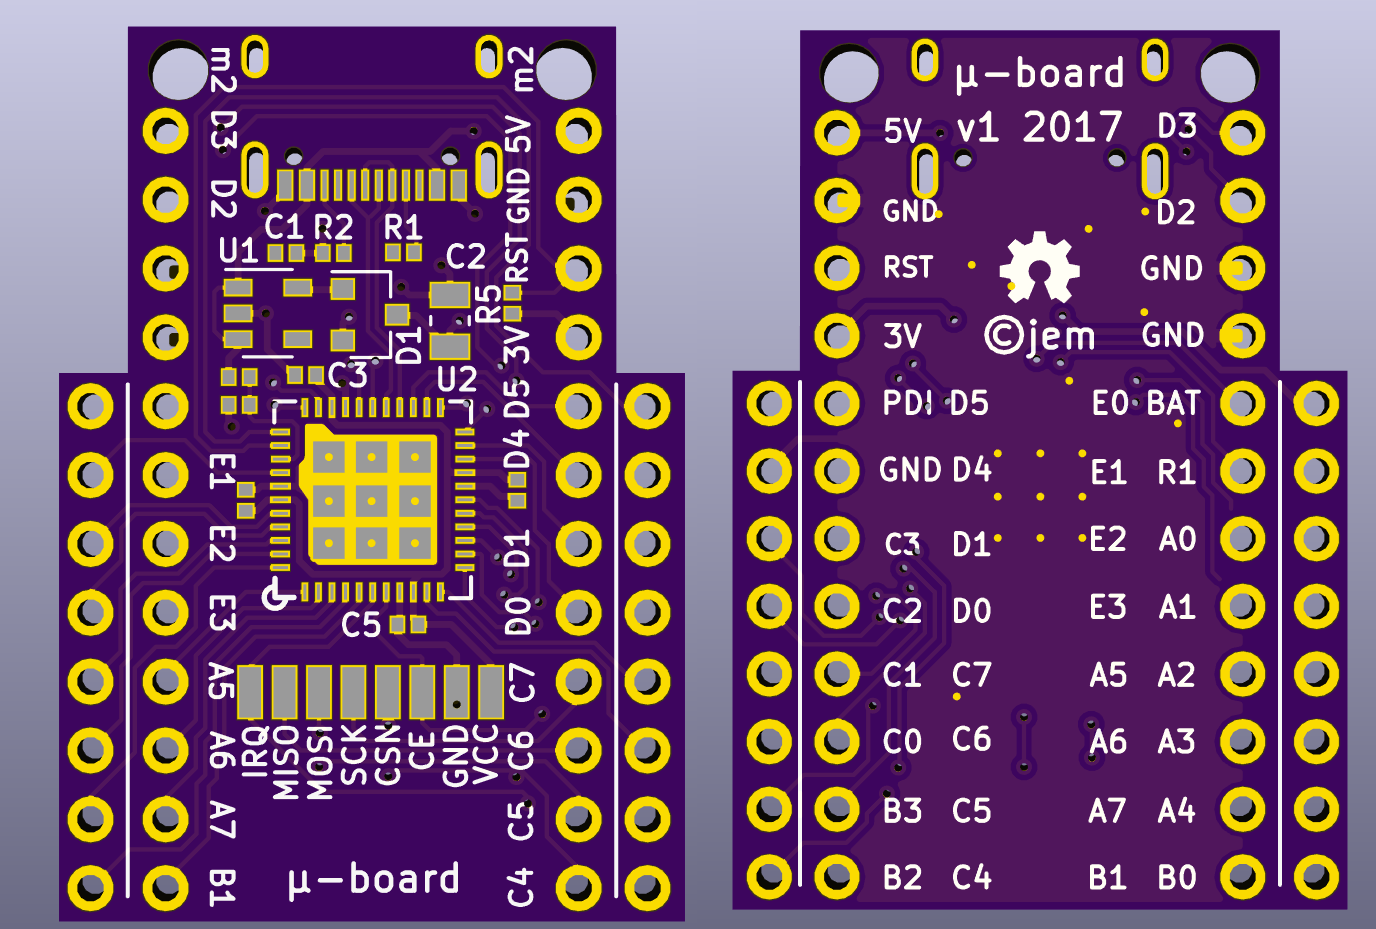 m2
m2
D3
5V
D2
GND
C1
R2
R1
U1
C2
RST
R5
D1
3V
C3
U2
D5
D4
E1
E2
D1
E3
D0
C5
A5
C7
IRQ
MISO
MOSI
SCK
CSN
CE
GND
VCC
A6
C6
A7
C5
B1
µ-board
C4
µ-board
5V
v1 2017
D3
GND
D2
RST
GND
3V
©jem
GND
PDI D5
E0 BAT
GND D4
E1 R1
C3 D1
E2 A0
C2 D0
E3 A1
C1 C7
A5 A2
C0 C6
A6 A3
B3 C5
A7 A4
B2 C4
B1 B0